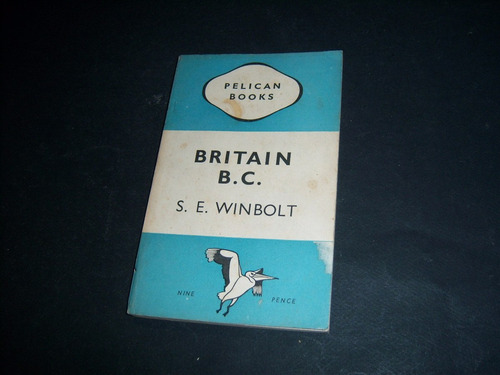 PELICAN
BOOKS
BRITAIN
B.C.
S. E. WINBOLT
NINE PENCE